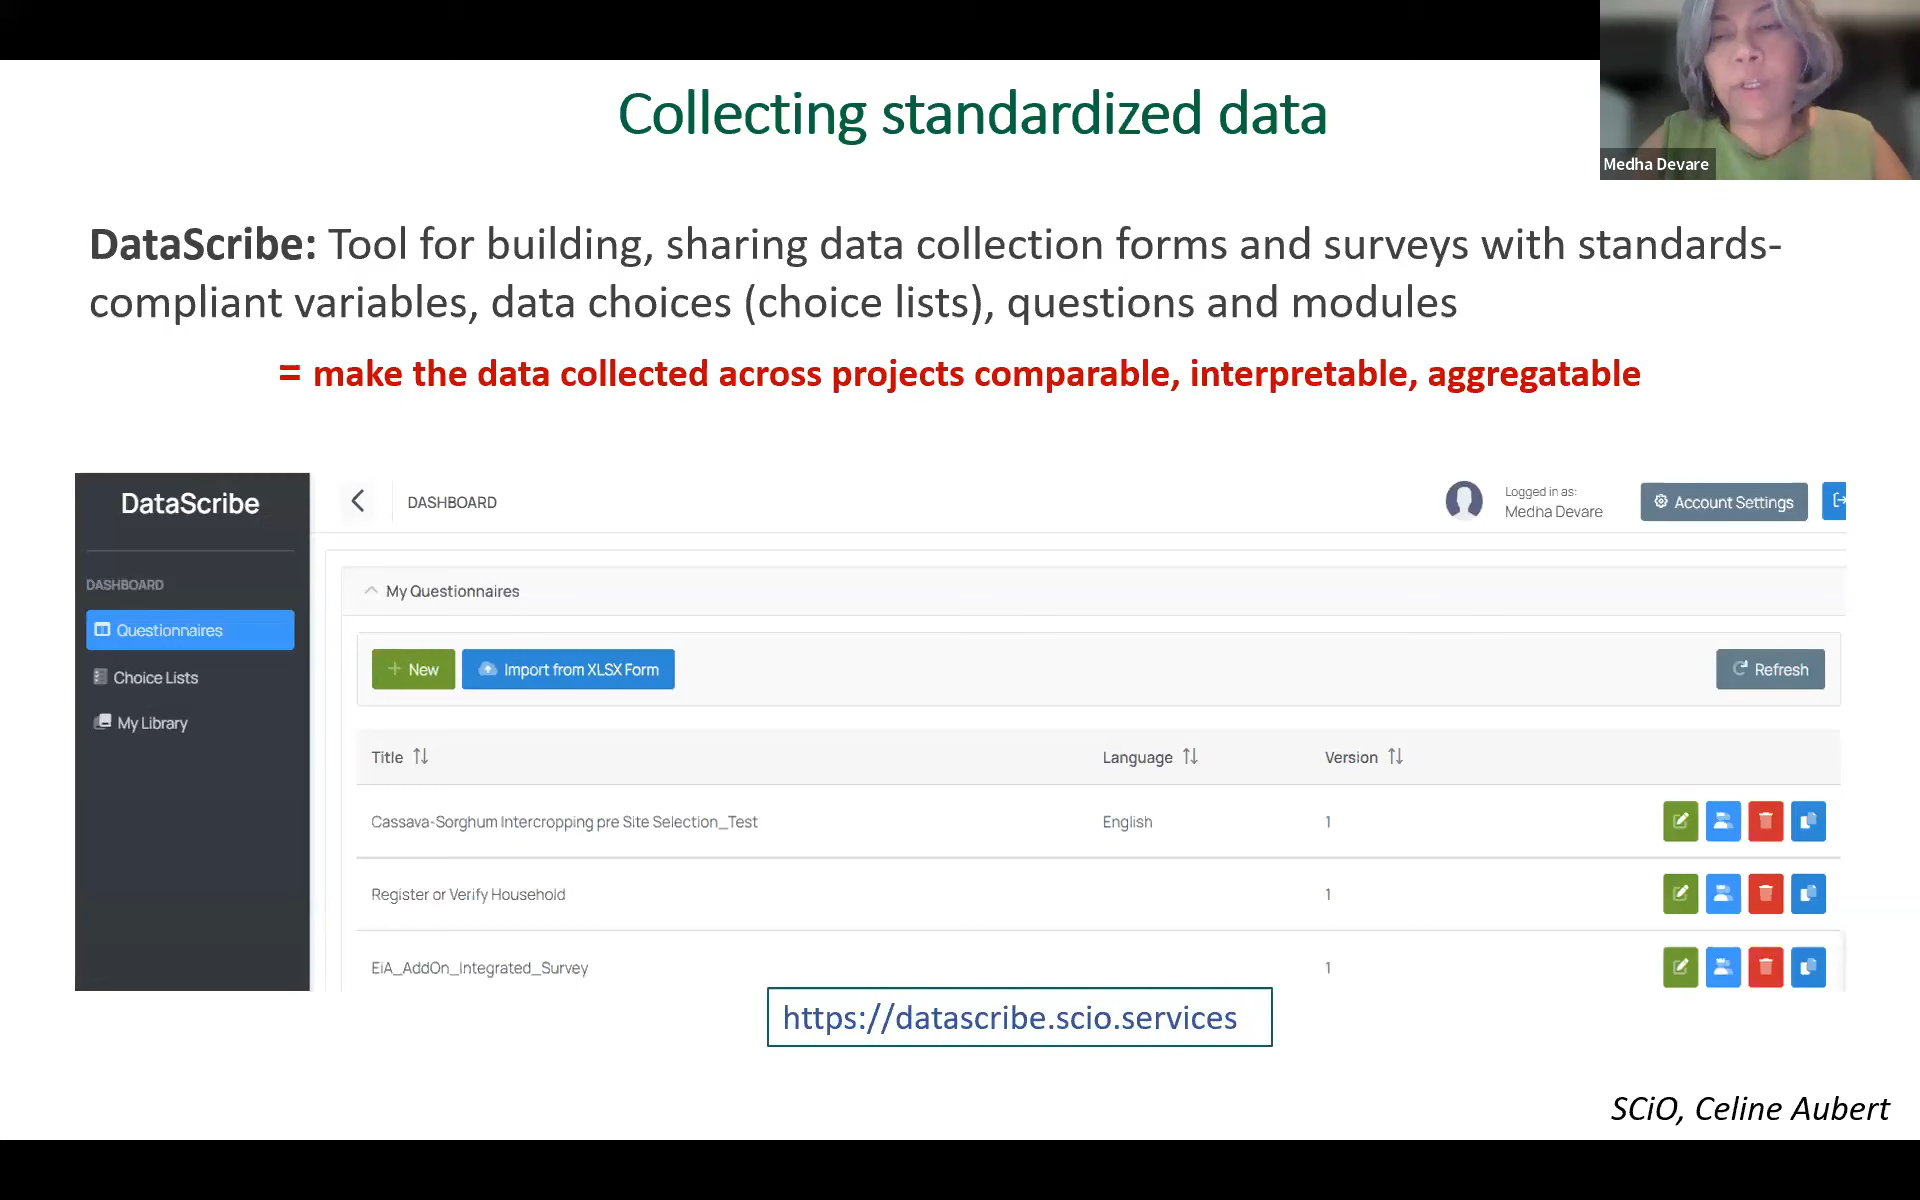 Collecting standardized data
Medha Devare
DataScribe: Tool for building, sharing data collection forms and surveys with standards-
compliant variables, data choices (choice lists), questions and modules
= make the data collected across projects comparable, interpretable, aggregatable
DataScribe
DASHBOARD
Logged in as:
Medha Devare
Account Settings
DASHBOARD
Questionnaires
Choice Lists
My Library
My Questionnaires
New
Import from XLSX Form
Refresh
Title Language Version
Cassava-Sorghum Intercropping pre Site Selection_Test English 1
Register or Verify Household 1
EiA_AddOn_Integrated_Survey 1
https://datascribe.scio.services
SCiO, Celine Aubert